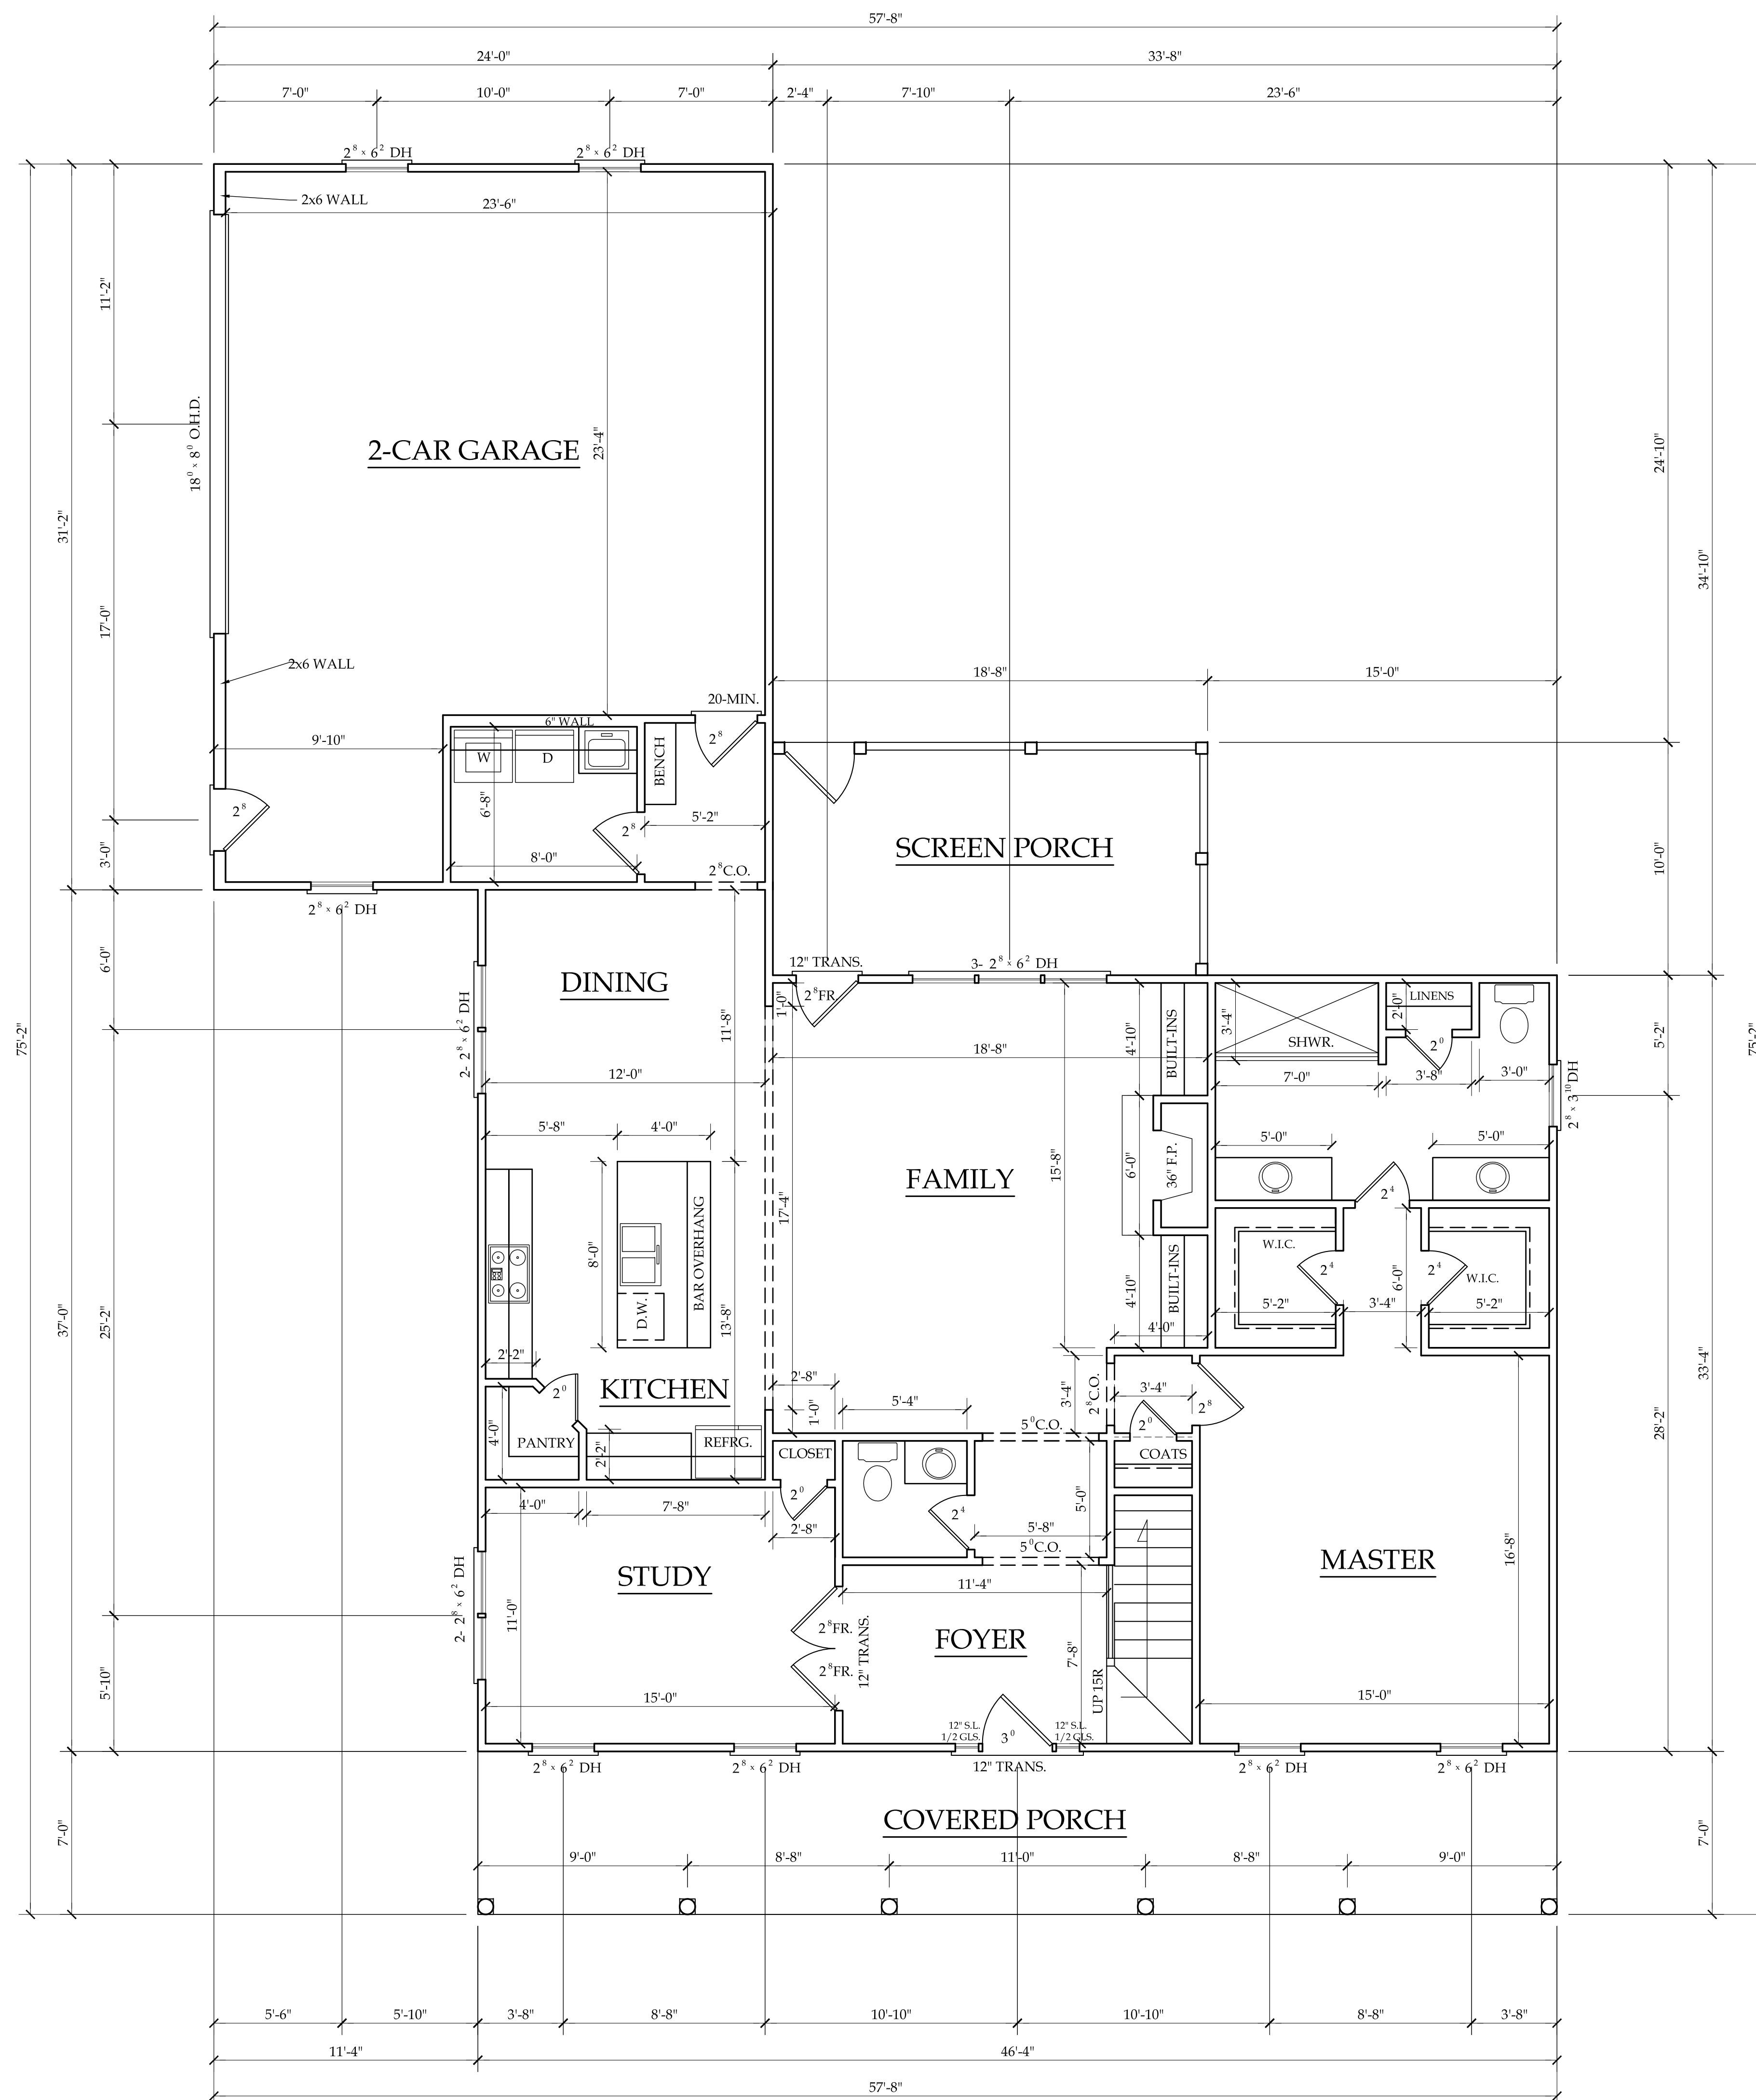 57'-8"
24'-0" 33'-8"
7'-0" 10'-0" 7'-0" 2'-4" 7'-10" 23'-6"
2⁸ x 6² DH 2⁸ x 6² DH
2x6 WALL
23'-6"
11'-2"
18⁰ x 8⁰ O.H.D.
2-CAR GARAGE
23'-4"
24'-10"
31'-2"
34'-10"
17'-0"
2x6 WALL
18'-8" 15'-0"
20-MIN.
6" WALL
9'-10"
W D BENCH 2⁸
2⁸
6'-8"
5'-2"
2⁸
3'-0"
8'-0"
2⁸C.O.
SCREEN PORCH
10'-0"
2⁸ x 6² DH
6'-0"
12" TRANS. 3- 2⁸ x 6² DH
DINING
2⁸FR.
1'-0"
2- 2⁸ x 6² DH
11'-8"
75'-2"
4'-10"
BUILT-INS
3'-4"
SHWR.
2'-0"
LINENS
2⁰
5'-2"
75'-2"
18'-8"
12'-0"
7'-0" 3'-8" 3'-0"
2⁸ x 3¹⁰ DH
5'-8" 4'-0"
5'-0" 5'-0"
FAMILY
15'-8"
6'-0"
36" F.P.
17'-4"
2⁴
8'-0"
BAR OVERHANG
D.W.
13'-8"
37'-0"
25'-2"
4'-10"
BUILT-INS
W.I.C. W.I.C.
2⁴ 2⁴
6'-0"
5'-2" 3'-4" 5'-2"
4'-0"
33'-4"
28'-2"
2'-2"
KITCHEN
2⁰
2'-8"
5'-4"
1'-0"
3'-4"
2⁸C.O.
3'-4"
2⁸
2⁰
5⁰C.O.
4'-0"
PANTRY
2'-2"
REFRG.
CLOSET
COATS
2⁰
4'-0" 7'-8"
2'-8"
2⁴
5'-0"
5'-8"
5⁰C.O.
STUDY
11'-4"
MASTER
16'-8"
2- 2⁸ x 6² DH
11'-0"
2⁸FR.
2⁸FR.
12" TRANS.
FOYER
7'-8"
UP 15R
5'-10"
15'-0"
15'-0"
12" S.L.
1/2 GLS.
3⁰
12" S.L.
1/2 GLS.
2⁸ x 6² DH 2⁸ x 6² DH 12" TRANS. 2⁸ x 6² DH 2⁸ x 6² DH
COVERED PORCH
7'-0"
7'-0"
9'-0" 8'-8" 11'-0" 8'-8" 9'-0"
5'-6" 5'-10" 3'-8" 8'-8" 10'-10" 10'-10" 8'-8" 3'-8"
11'-4" 46'-4"
57'-8"